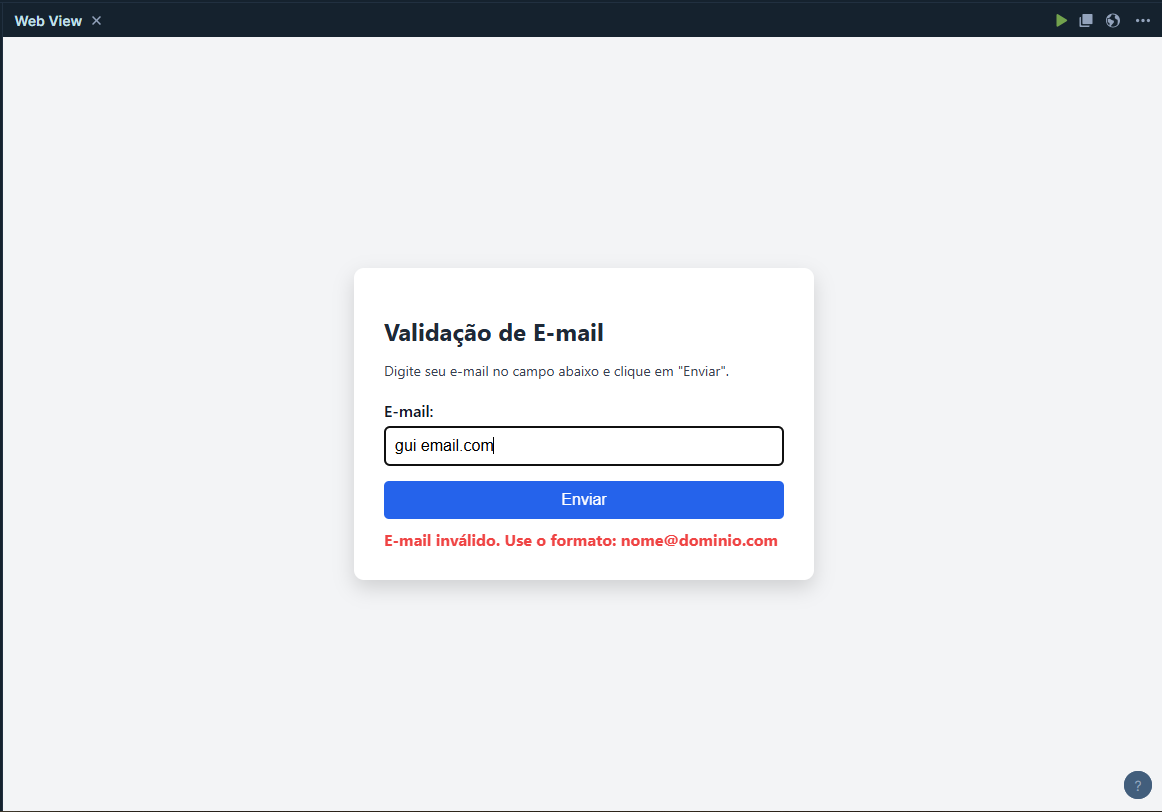 Web View
Validação de E-mail
Digite seu e-mail no campo abaixo e clique em "Enviar".
E-mail:
gui email.com
Enviar
E-mail inválido. Use o formato: nome@dominio.com
?